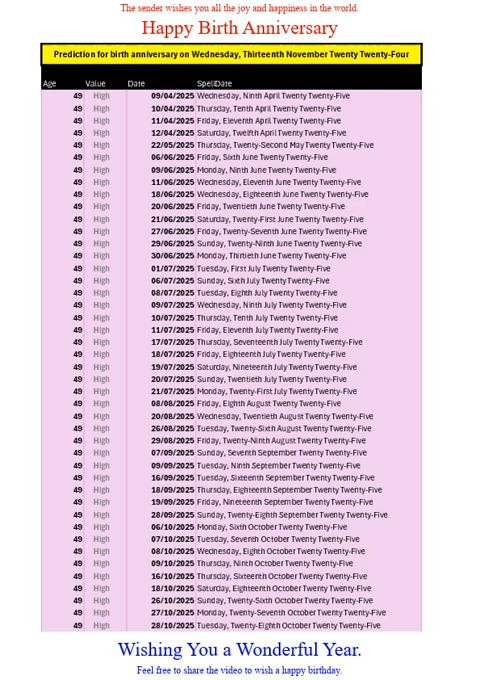 The sender wishes you all the joy and happiness in the world.
Happy Birth Anniversary
Prediction for birth anniversary on Wednesday, Thirteenth November Twenty Twenty-Four
Age Value Date SpellDate
49 High 09/04/2025 Wednesday, Ninth April Twenty Twenty-Five
49 High 10/04/2025 Thursday, Tenth April Twenty Twenty-Five
49 High 11/04/2025 Friday, Eleventh April Twenty Twenty-Five
49 High 12/04/2025 Saturday, Twelfth April Twenty Twenty-Five
49 High 22/05/2025 Thursday, Twenty-Second May Twenty Twenty-Five
49 High 06/06/2025 Friday, Sixth June Twenty Twenty-Five
49 High 09/06/2025 Monday, Ninth June Twenty Twenty-Five
49 High 11/06/2025 Wednesday, Eleventh June Twenty Twenty-Five
49 High 18/06/2025 Wednesday, Eighteenth June Twenty Twenty-Five
49 High 20/06/2025 Friday, Twentieth June Twenty Twenty-Five
49 High 21/06/2025 Saturday, Twenty-First June Twenty Twenty-Five
49 High 27/06/2025 Friday, Twenty-Seventh June Twenty Twenty-Five
49 High 29/06/2025 Sunday, Twenty-Ninth June Twenty Twenty-Five
49 High 30/06/2025 Monday, Thirtieth June Twenty Twenty-Five
49 High 01/07/2025 Tuesday, First July Twenty Twenty-Five
49 High 06/07/2025 Sunday, Sixth July Twenty Twenty-Five
49 High 08/07/2025 Tuesday, Eighth July Twenty Twenty-Five
49 High 09/07/2025 Wednesday, Ninth July Twenty Twenty-Five
49 High 10/07/2025 Thursday, Tenth July Twenty Twenty-Five
49 High 11/07/2025 Friday, Eleventh July Twenty Twenty-Five
49 High 17/07/2025 Thursday, Seventeenth July Twenty Twenty-Five
49 High 18/07/2025 Friday, Eighteenth July Twenty Twenty-Five
49 High 19/07/2025 Saturday, Nineteenth July Twenty Twenty-Five
49 High 20/07/2025 Sunday, Twentieth July Twenty Twenty-Five
49 High 21/07/2025 Monday, Twenty-First July Twenty Twenty-Five
49 High 08/08/2025 Friday, Eighth August Twenty Twenty-Five
49 High 20/08/2025 Wednesday, Twentieth August Twenty Twenty-Five
49 High 26/08/2025 Tuesday, Twenty-Sixth August Twenty Twenty-Five
49 High 29/08/2025 Friday, Twenty-Ninth August Twenty Twenty-Five
49 High 07/09/2025 Sunday, Seventh September Twenty Twenty-Five
49 High 09/09/2025 Tuesday, Ninth September Twenty Twenty-Five
49 High 16/09/2025 Tuesday, Sixteenth September Twenty Twenty-Five
49 High 18/09/2025 Thursday, Eighteenth September Twenty Twenty-Five
49 High 19/09/2025 Friday, Nineteenth September Twenty Twenty-Five
49 High 28/09/2025 Sunday, Twenty-Eighth September Twenty Twenty-Five
49 High 06/10/2025 Monday, Sixth October Twenty Twenty-Five
49 High 07/10/2025 Tuesday, Seventh October Twenty Twenty-Five
49 High 08/10/2025 Wednesday, Eighth October Twenty Twenty-Five
49 High 09/10/2025 Thursday, Ninth October Twenty Twenty-Five
49 High 16/10/2025 Thursday, Sixteenth October Twenty Twenty-Five
49 High 18/10/2025 Saturday, Eighteenth October Twenty Twenty-Five
49 High 26/10/2025 Sunday, Twenty-Sixth October Twenty Twenty-Five
49 High 27/10/2025 Monday, Twenty-Seventh October Twenty Twenty-Five
49 High 28/10/2025 Tuesday, Twenty-Eighth October Twenty Twenty-Five
Wishing You a Wonderful Year.
Feel free to share the video to wish a happy birthday.